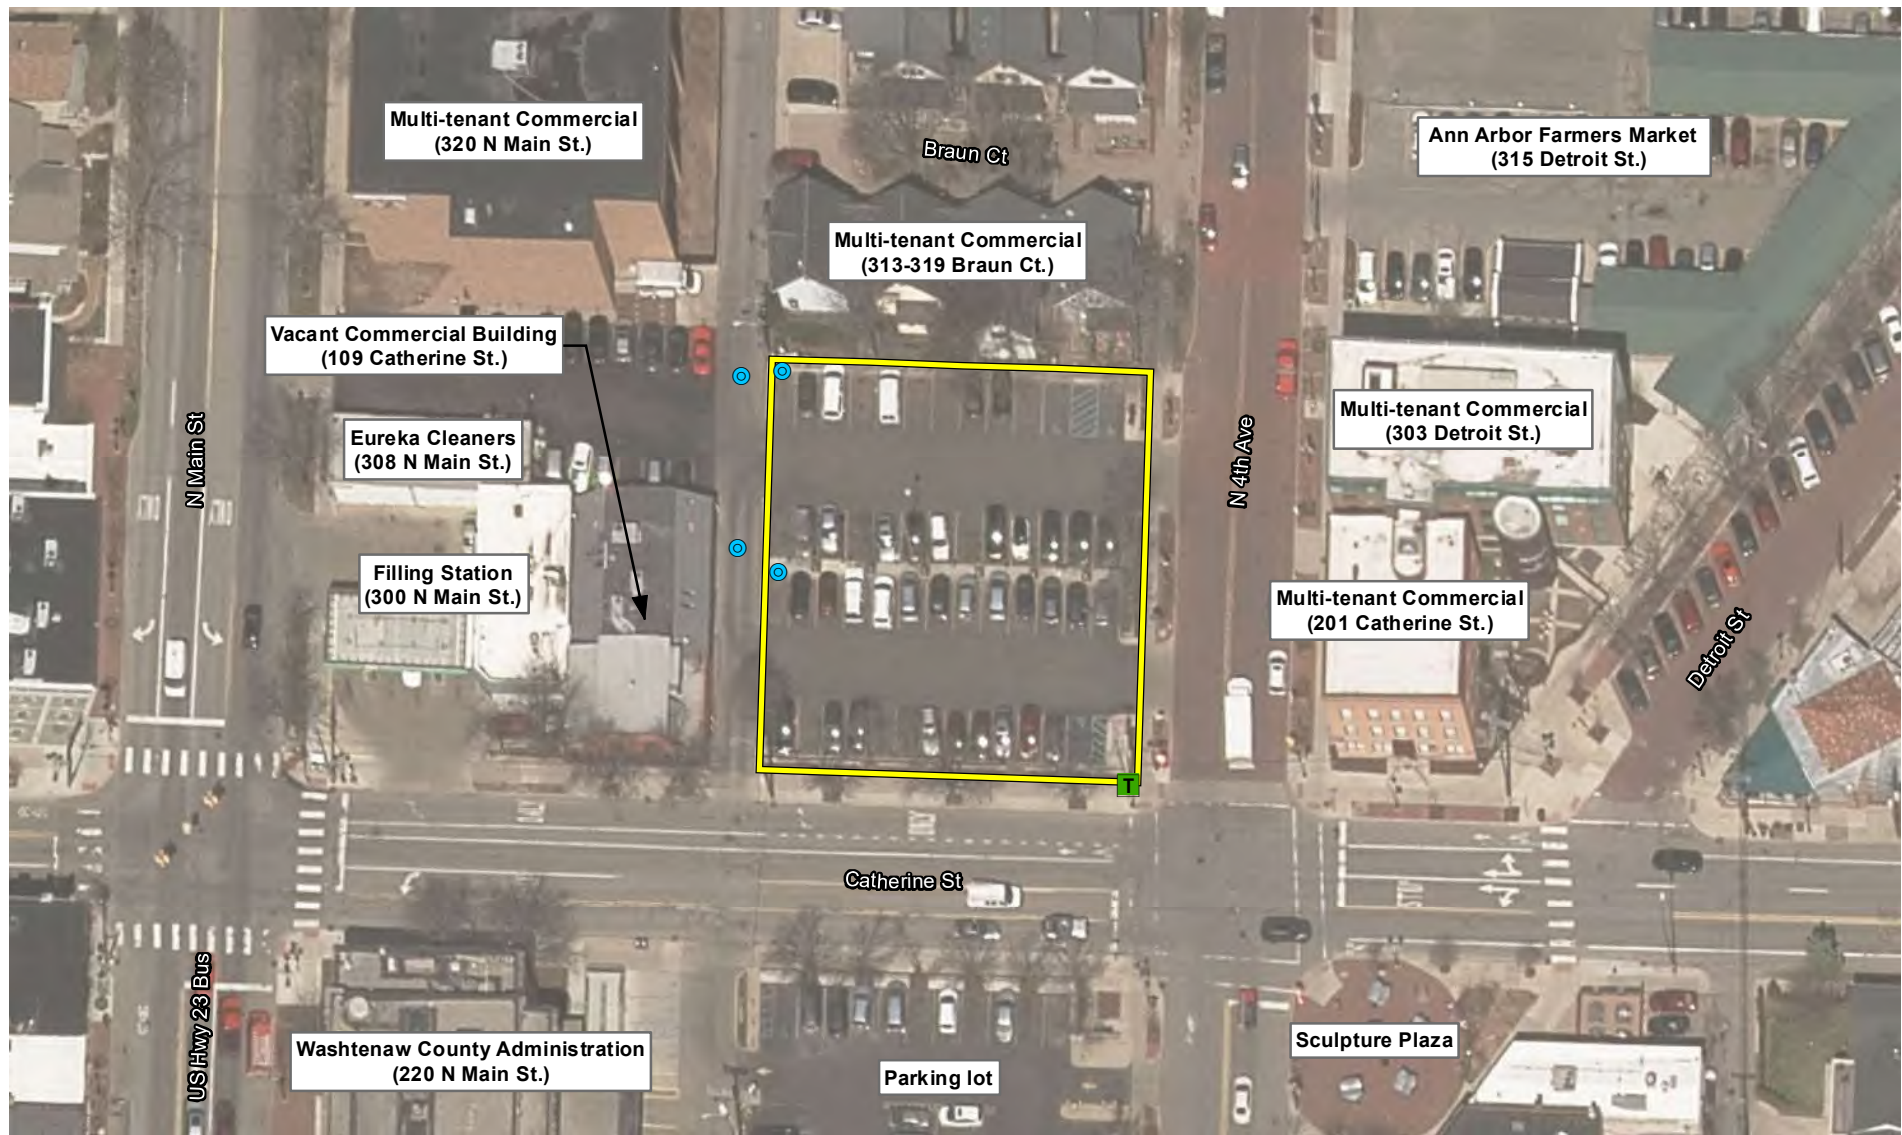 Multi-tenant Commercial
(320 N Main St.)
Braun Ct
Ann Arbor Farmers Market
(315 Detroit St.)
Multi-tenant Commercial
(313-319 Braun Ct.)
Vacant Commercial Building
(109 Catherine St.)
Eureka Cleaners
(308 N Main St.)
N Main St
N 4th Ave
Multi-tenant Commercial
(303 Detroit St.)
Filling Station
(300 N Main St.)
Multi-tenant Commercial
(201 Catherine St.)
Detroit St
T
Catherine St
STOP
US Hwy 23 Bus
Washtenaw County Administration
(220 N Main St.)
Parking lot
Sculpture Plaza